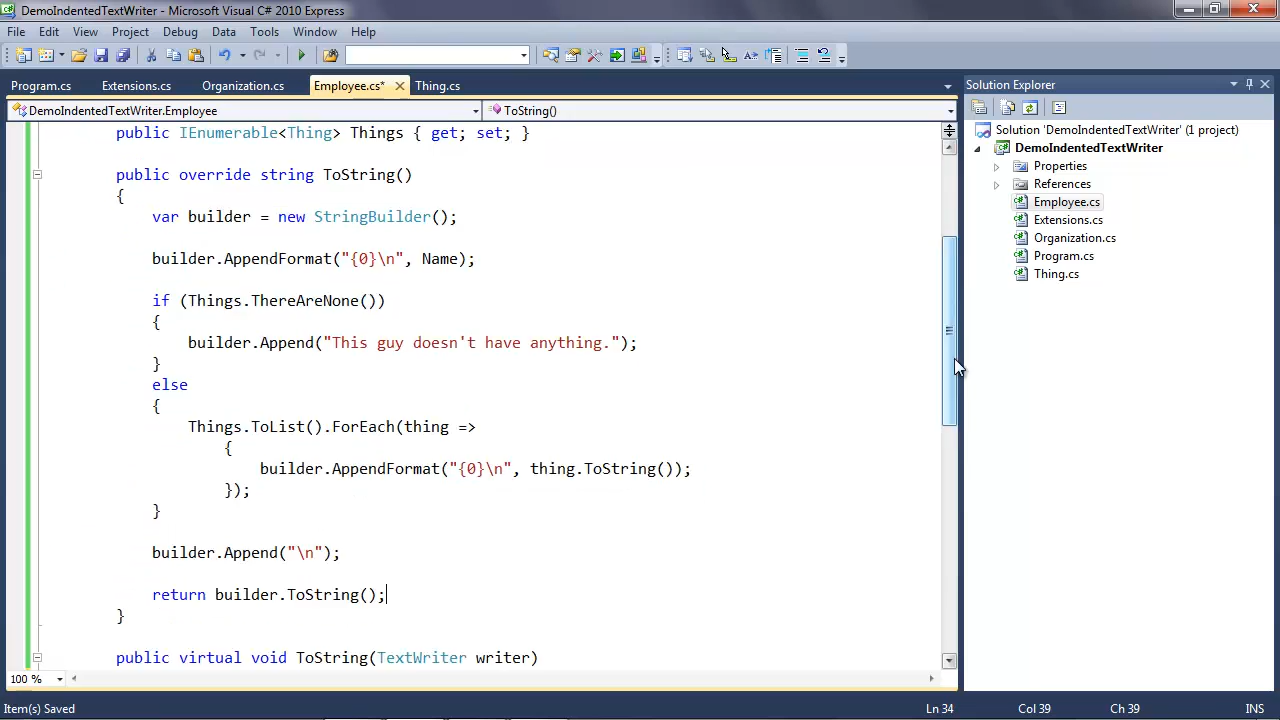 DemoIndentedTextWriter - Microsoft Visual C# 2010 Express
File Edit View Project Debug Data Tools Window Help
Program.cs Extensions.cs Organization.cs Employee.cs* Thing.cs
Solution Explorer
DemoIndentedTextWriter.Employee ToString()
public IEnumerable<Thing> Things { get; set; }
public override string ToString()
{
var builder = new StringBuilder();
builder.AppendFormat("{0}\n", Name);
if (Things.ThereAreNone())
{
builder.Append("This guy doesn't have anything.");
}
else
{
Things.ToList().ForEach(thing =>
{
builder.AppendFormat("{0}\n", thing.ToString());
});
}
builder.Append("\n");
return builder.ToString();
}
public virtual void ToString(TextWriter writer)
100 %
Solution 'DemoIndentedTextWriter' (1 project)
DemoIndentedTextWriter
Properties
References
Employee.cs
Extensions.cs
Organization.cs
Program.cs
Thing.cs
Item(s) Saved Ln 34 Col 39 Ch 39 INS